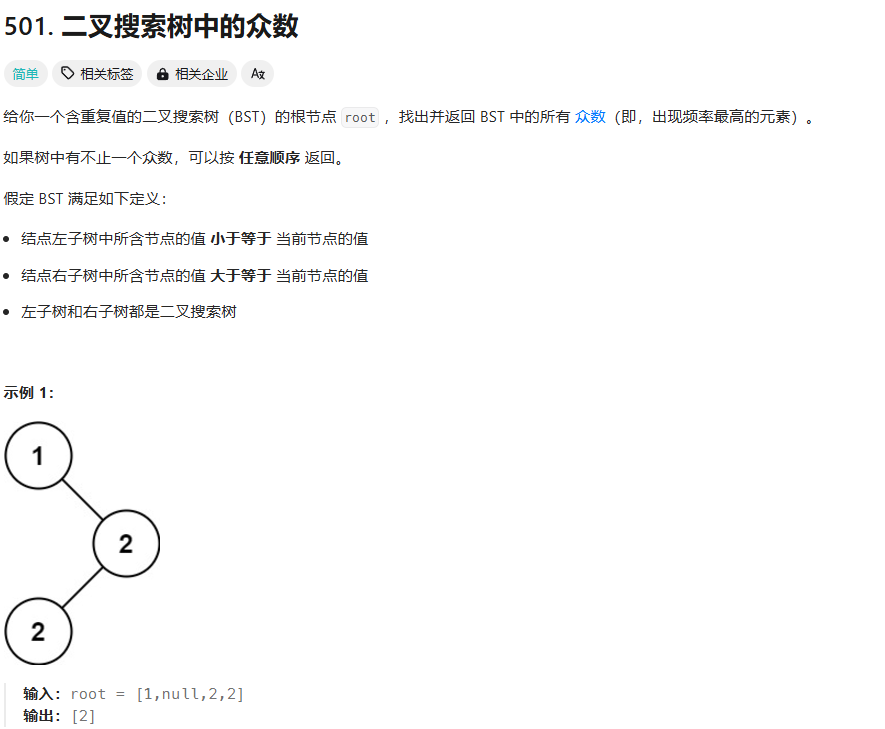 501. 二叉搜索树中的众数
简单 相关标签 相关企业 Aあ
给你一个含重复值的二叉搜索树（BST）的根节点 root ，找出并返回 BST 中的所有 众数（即，出现频率最高的元素）。
如果树中有不止一个众数，可以按 任意顺序 返回。
假定 BST 满足如下定义：
结点左子树中所含节点的值 小于等于 当前节点的值
结点右子树中所含节点的值 大于等于 当前节点的值
左子树和右子树都是二叉搜索树
示例 1：
1
2
2
输入：root = [1,null,2,2]
输出：[2]